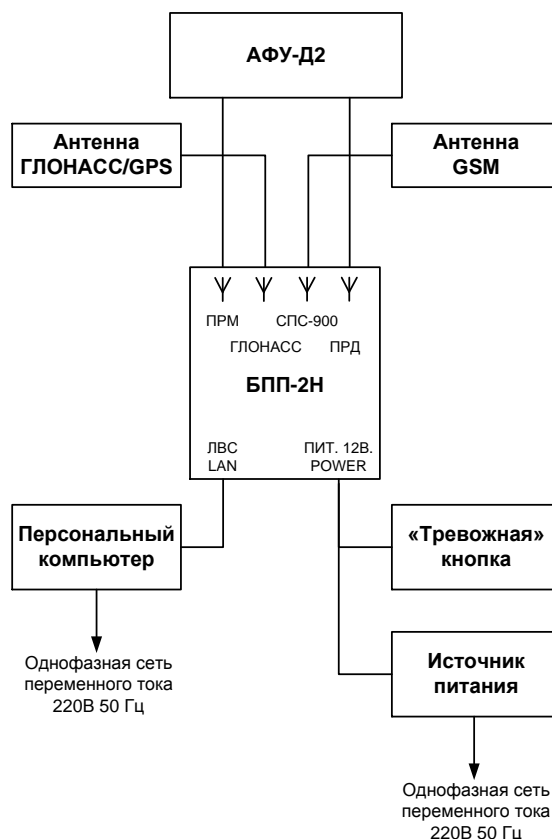 АФУ-Д2
Антенна
ГЛОНАСС/GPS
Антенна
GSM
ПРМ
СПС-900
ГЛОНАСС
ПРД
БПП-2Н
ЛВС
LAN
ПИТ. 12В.
POWER
Персональный
компьютер
«Тревожная»
кнопка
Однофазная сеть
переменного тока
220В 50 Гц
Источник
питания
Однофазная сеть
переменного тока
220В 50 Гц